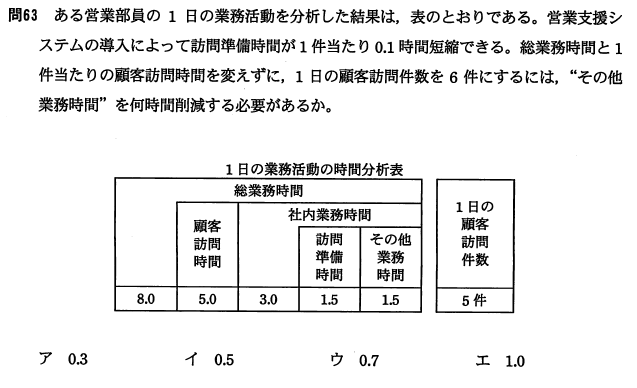 問63 ある営業部員の1日の業務活動を分析した結果は，表のとおりである。営業支援シ
ステムの導入によって訪問準備時間が1件当たり0.1時間短縮できる。総業務時間と1
件当たりの顧客訪問時間を変えずに，1日の顧客訪問件数を6件にするには，“その他
業務時間”を何時間削減する必要があるか。
1日の業務活動の時間分析表
総業務時間
顧客
訪問
時間
社内業務時間
訪問
準備
時間
その他
業務
時間
1日の
顧客
訪問
件数
8.0 5.0 3.0 1.5 1.5 5件
ア 0.3 イ 0.5 ウ 0.7 エ 1.0